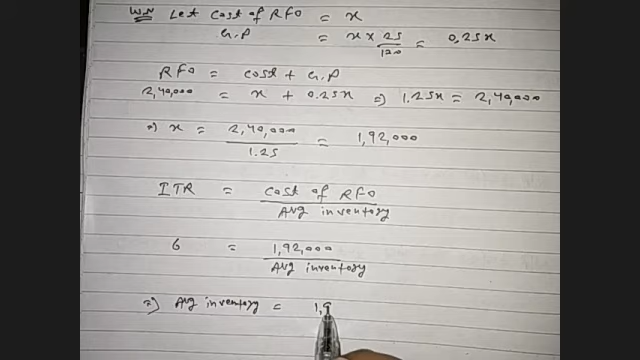 W.N Let Cost of RFO = x
G.P = x × 25/100 = 0.25x
RFO = Cost + G.P
2,40,000 = x + 0.25x ⇒ 1.25x = 2,40,000
⇒ x = 2,40,000/1.25 = 1,92,000
ITR = Cost of RFO/Avg inventory
6 = 1,92,000/Avg inventory
⇒ Avg inventory = 1,9